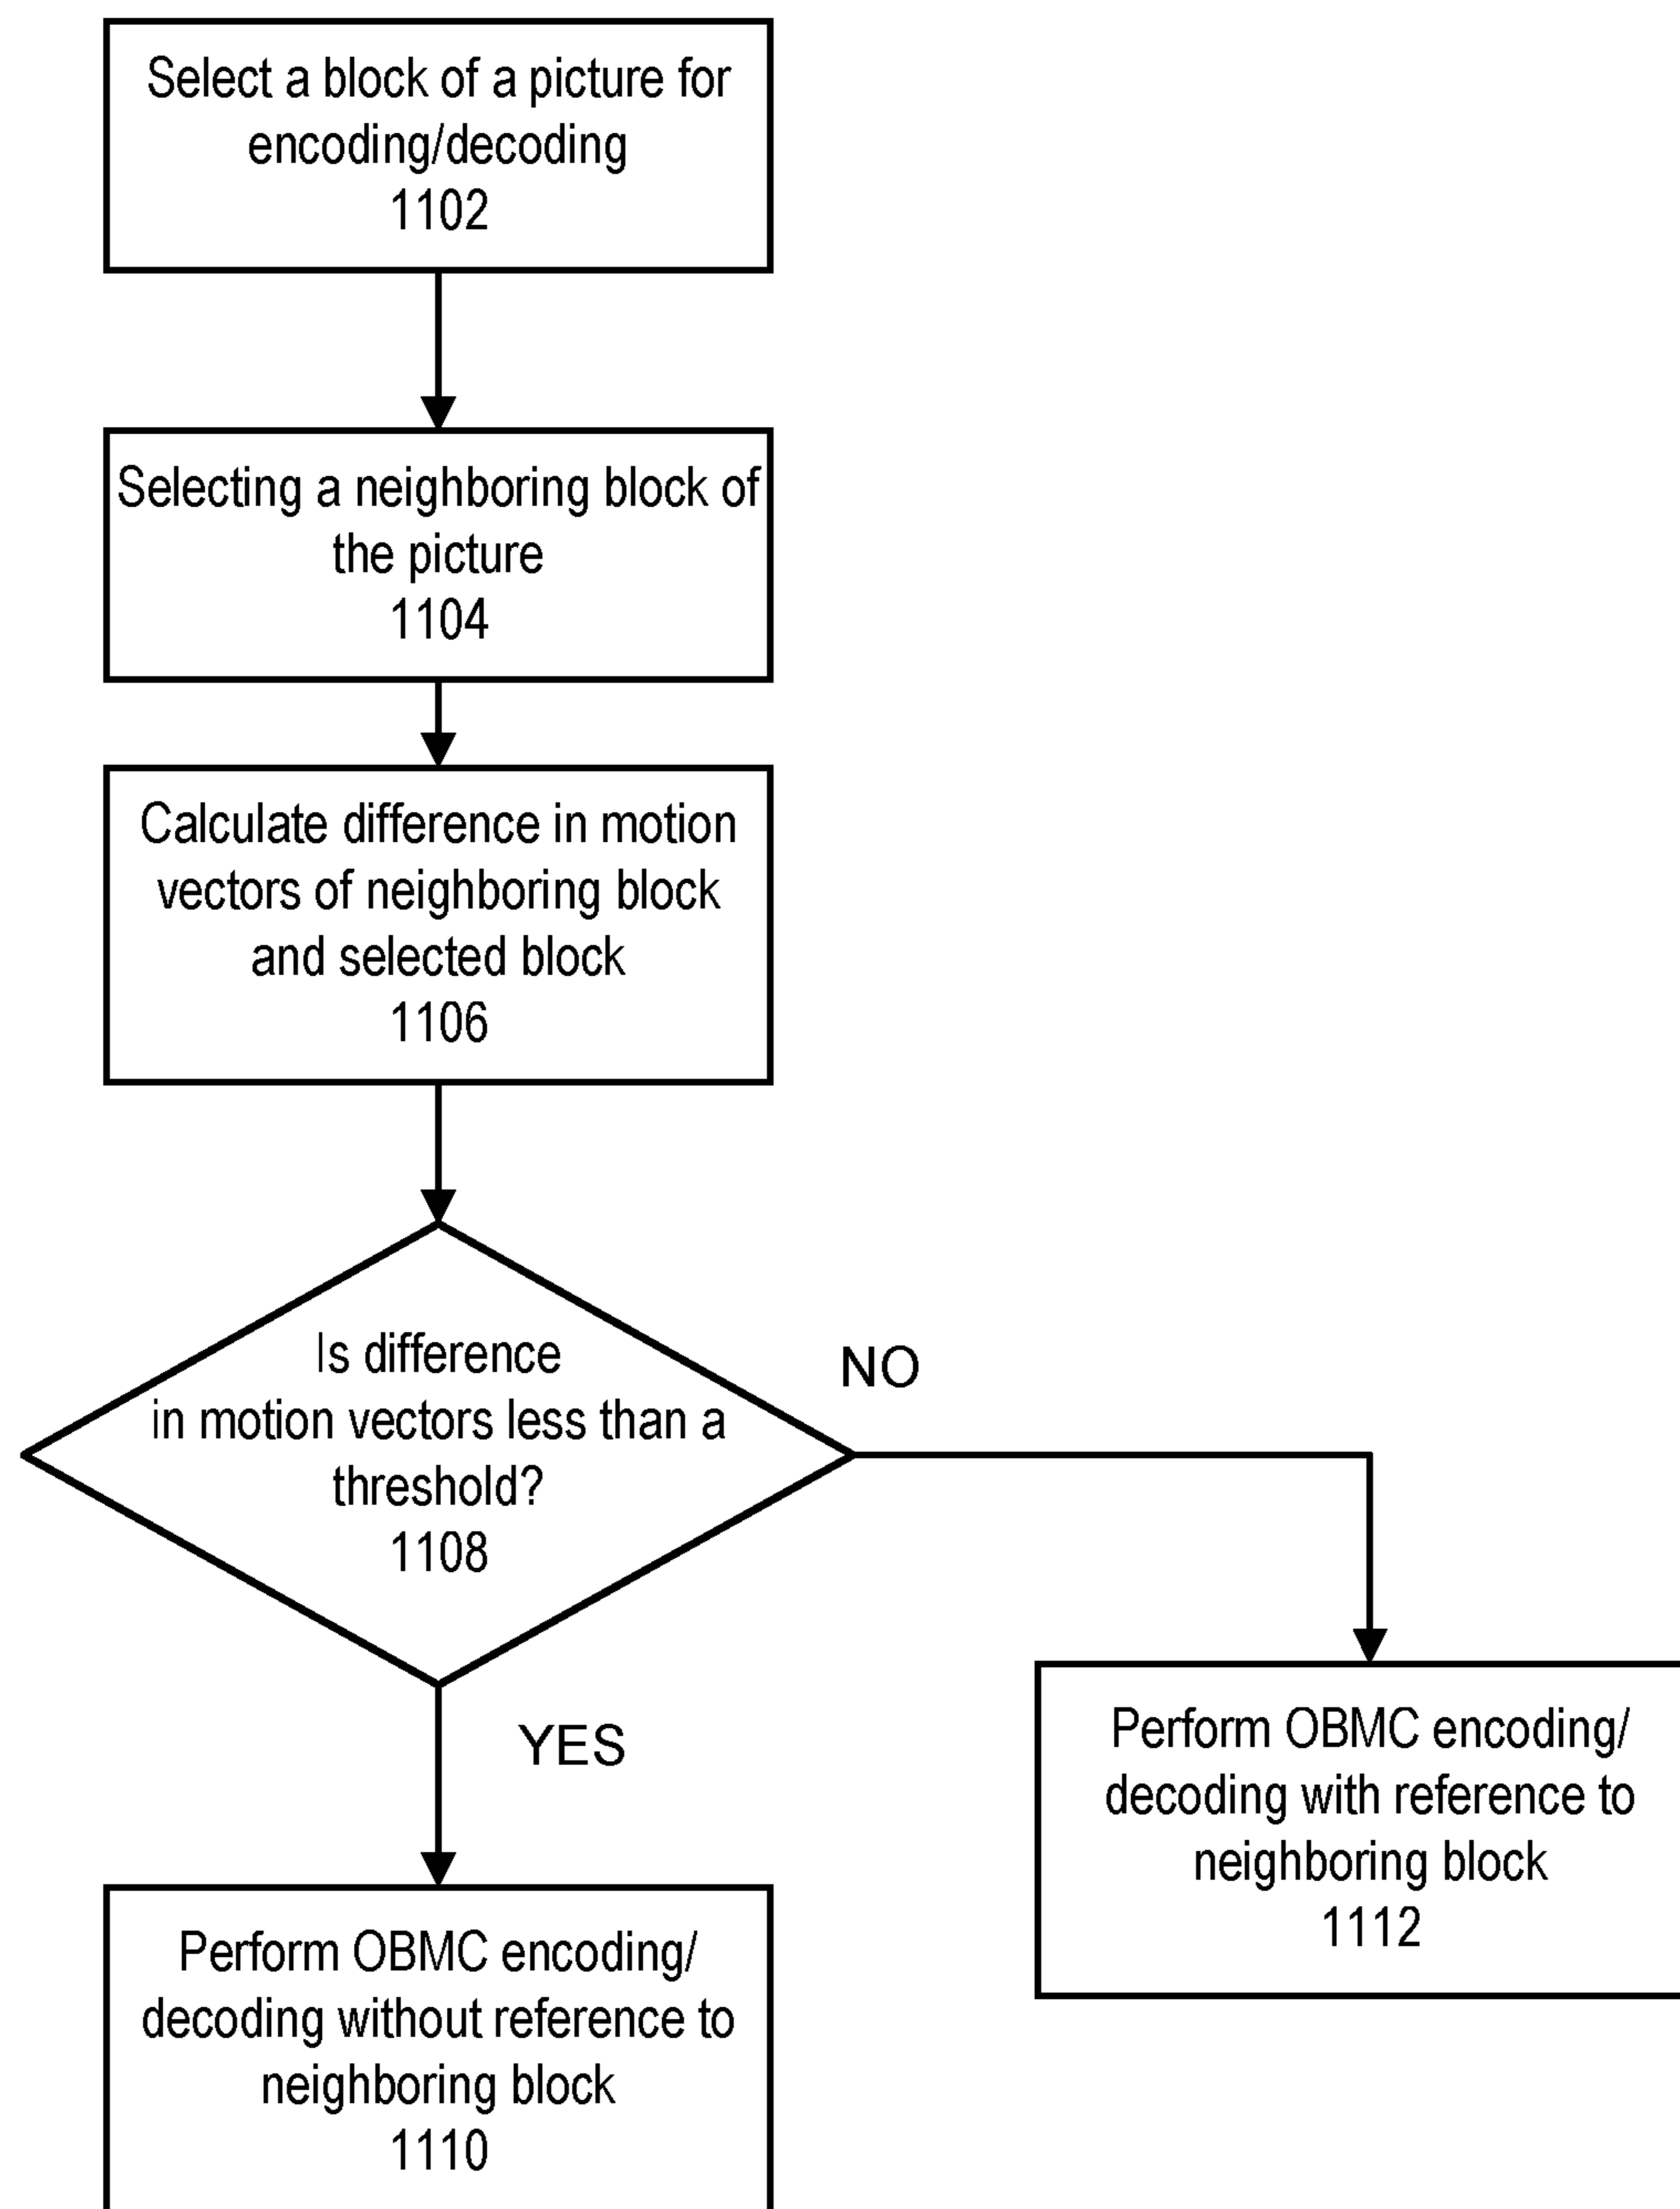 Select a block of a picture for
encoding/decoding
1102
Selecting a neighboring block of
the picture
1104
Calculate difference in motion
vectors of neighboring block
and selected block
1106
Is difference
in motion vectors less than a
threshold?
1108
NO
YES
Perform OBMC encoding/
decoding with reference to
neighboring block
1112
Perform OBMC encoding/
decoding without reference to
neighboring block
1110